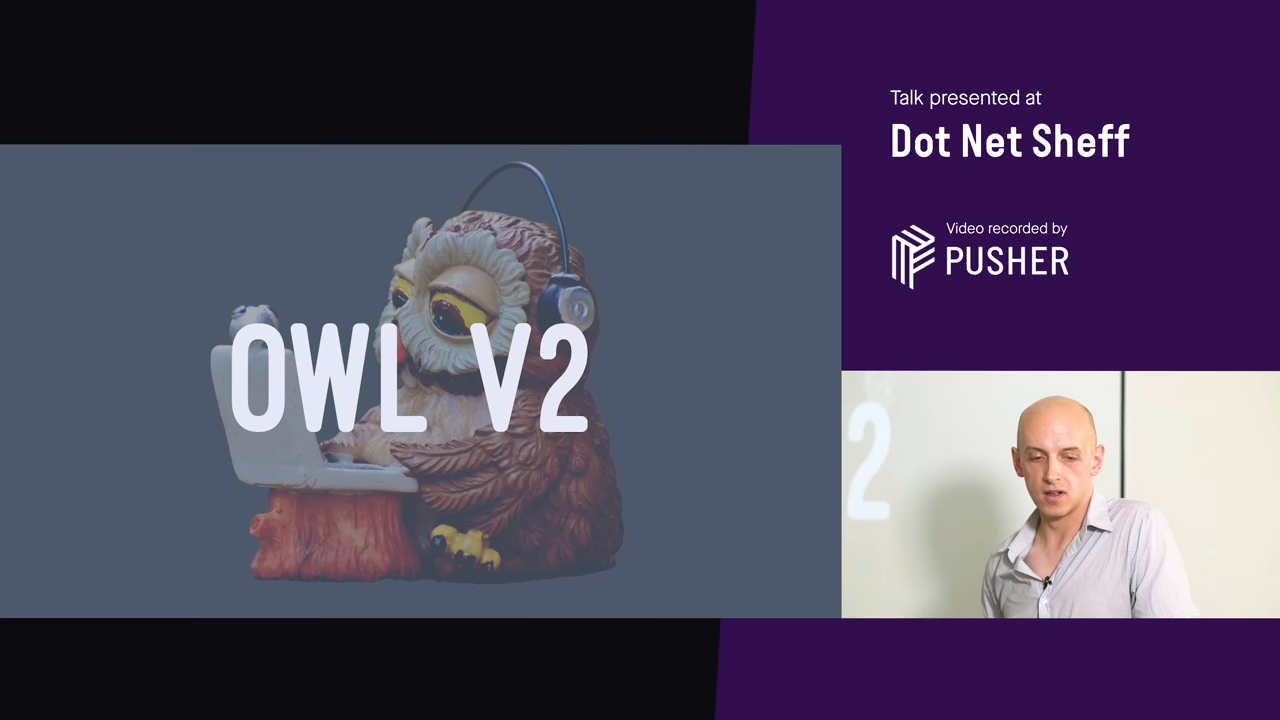 OWL V2
Talk presented at
Dot Net Sheff
Video recorded by
PUSHER
2